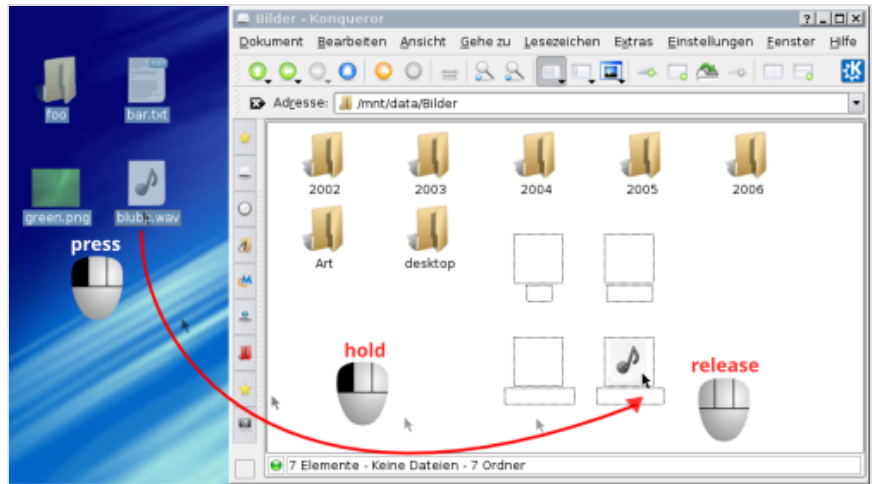 Bilder - Konqueror
Dokument Bearbeiten Ansicht Gehe zu Lesezeichen Extras Einstellungen Fenster Hilfe
Adresse: /mnt/data/Bilder
foo
bar.txt
green.png
blubb.wav
press
2002
2003
2004
2005
2006
Art
desktop
hold
release
7 Elemente - Keine Dateien - 7 Ordner